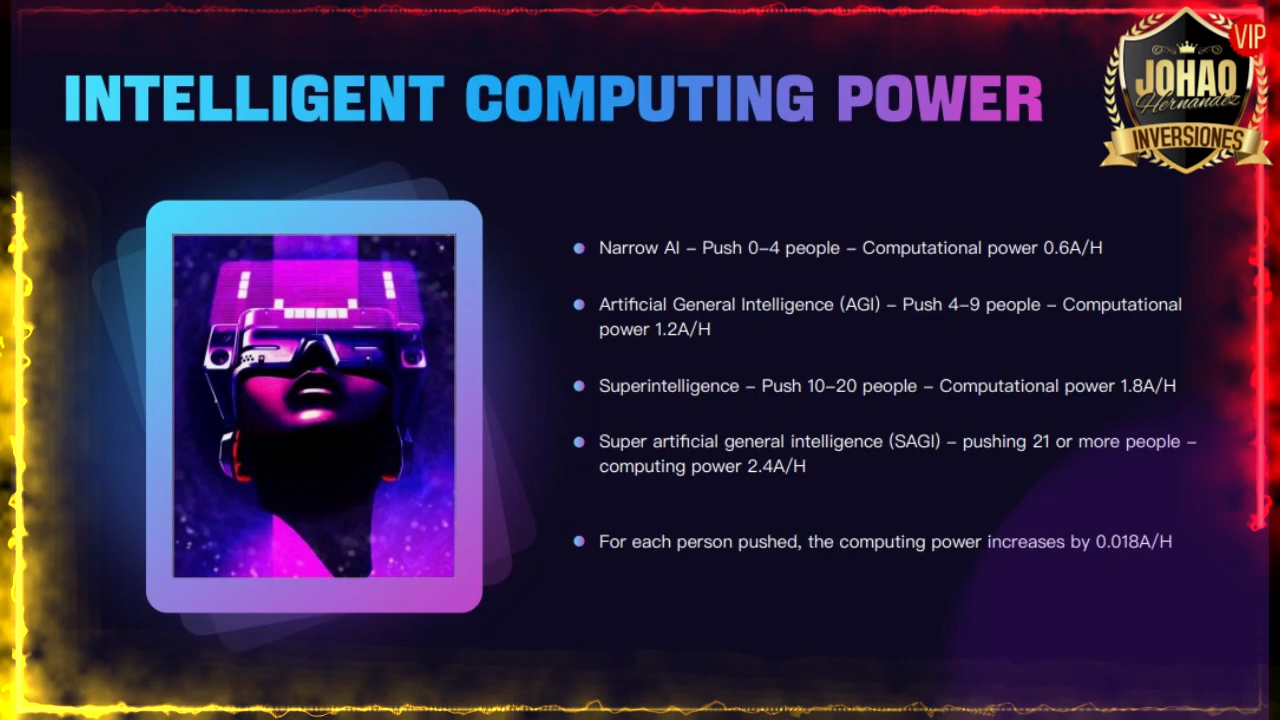 INTELLIGENT COMPUTING POWER
VIP
JOHAO
Hernandez
INVERSIONES
Narrow AI – Push 0–4 people – Computational power 0.6A/H
Artificial General Intelligence (AGI) – Push 4–9 people – Computational
power 1.2A/H
Superintelligence – Push 10–20 people – Computational power 1.8A/H
Super artificial general intelligence (SAGI) – pushing 21 or more people –
computing power 2.4A/H
For each person pushed, the computing power increases by 0.018A/H